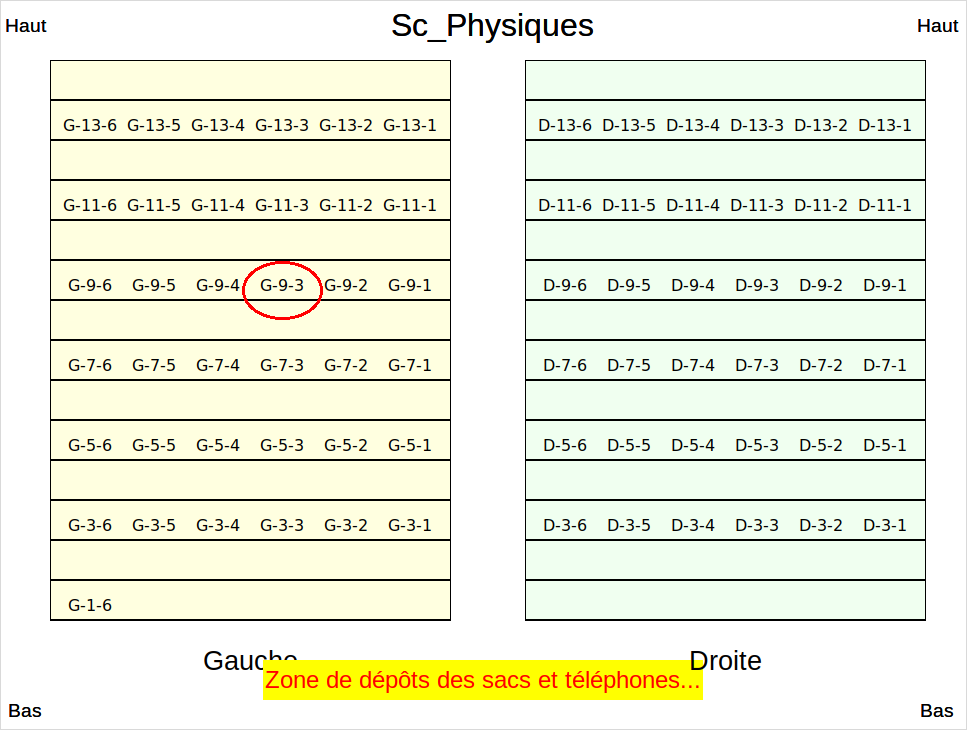 Haut Sc_Physiques Haut
G-13-6 G-13-5 G-13-4 G-13-3 G-13-2 G-13-1 D-13-6 D-13-5 D-13-4 D-13-3 D-13-2 D-13-1
G-11-6 G-11-5 G-11-4 G-11-3 G-11-2 G-11-1 D-11-6 D-11-5 D-11-4 D-11-3 D-11-2 D-11-1
G-9-6 G-9-5 G-9-4 G-9-3 G-9-2 G-9-1 D-9-6 D-9-5 D-9-4 D-9-3 D-9-2 D-9-1
G-7-6 G-7-5 G-7-4 G-7-3 G-7-2 G-7-1 D-7-6 D-7-5 D-7-4 D-7-3 D-7-2 D-7-1
G-5-6 G-5-5 G-5-4 G-5-3 G-5-2 G-5-1 D-5-6 D-5-5 D-5-4 D-5-3 D-5-2 D-5-1
G-3-6 G-3-5 G-3-4 G-3-3 G-3-2 G-3-1 D-3-6 D-3-5 D-3-4 D-3-3 D-3-2 D-3-1
G-1-6
Gauche Droite
Zone de dépôts des sacs et téléphones...
Bas Bas